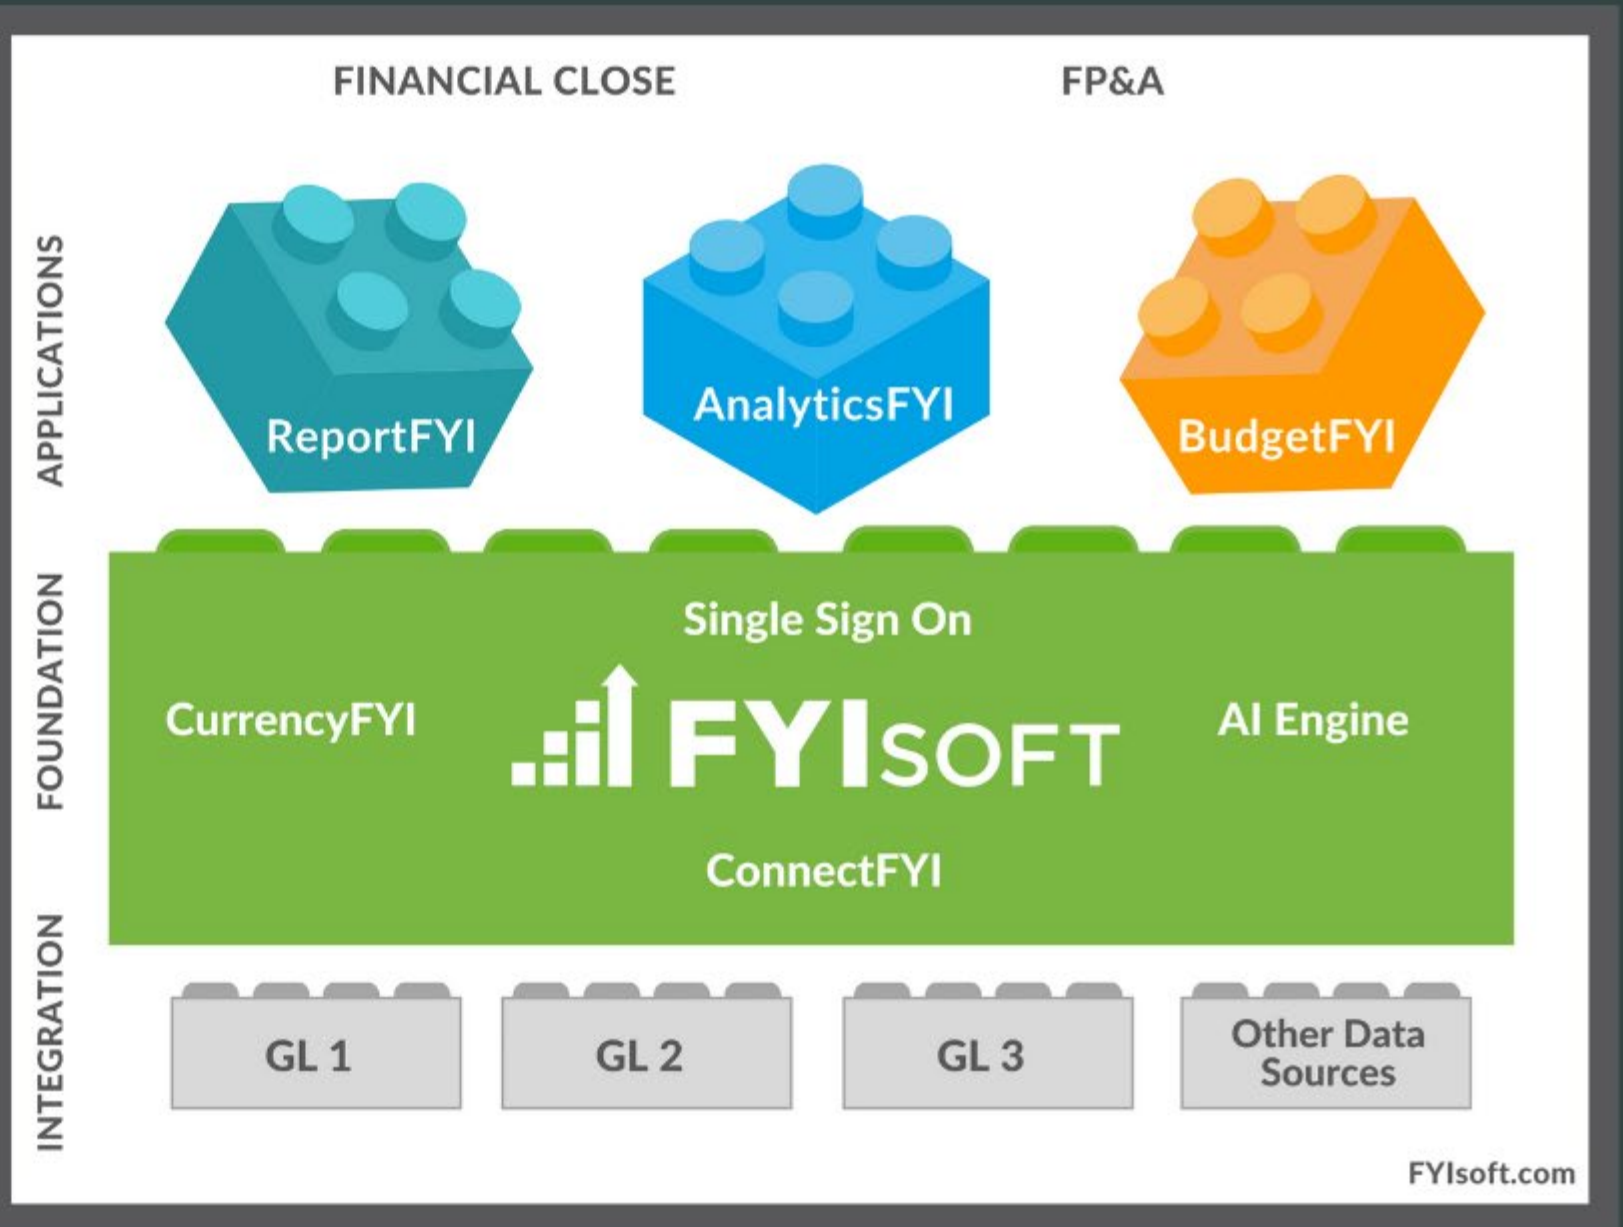 FINANCIAL CLOSE
FP&A
APPLICATIONS
ReportFYI
AnalyticsFYI
BudgetFYI
FOUNDATION
Single Sign On
CurrencyFYI
FYISOFT
AI Engine
ConnectFYI
INTEGRATION
GL 1
GL 2
GL 3
Other Data
Sources
FYIsoft.com